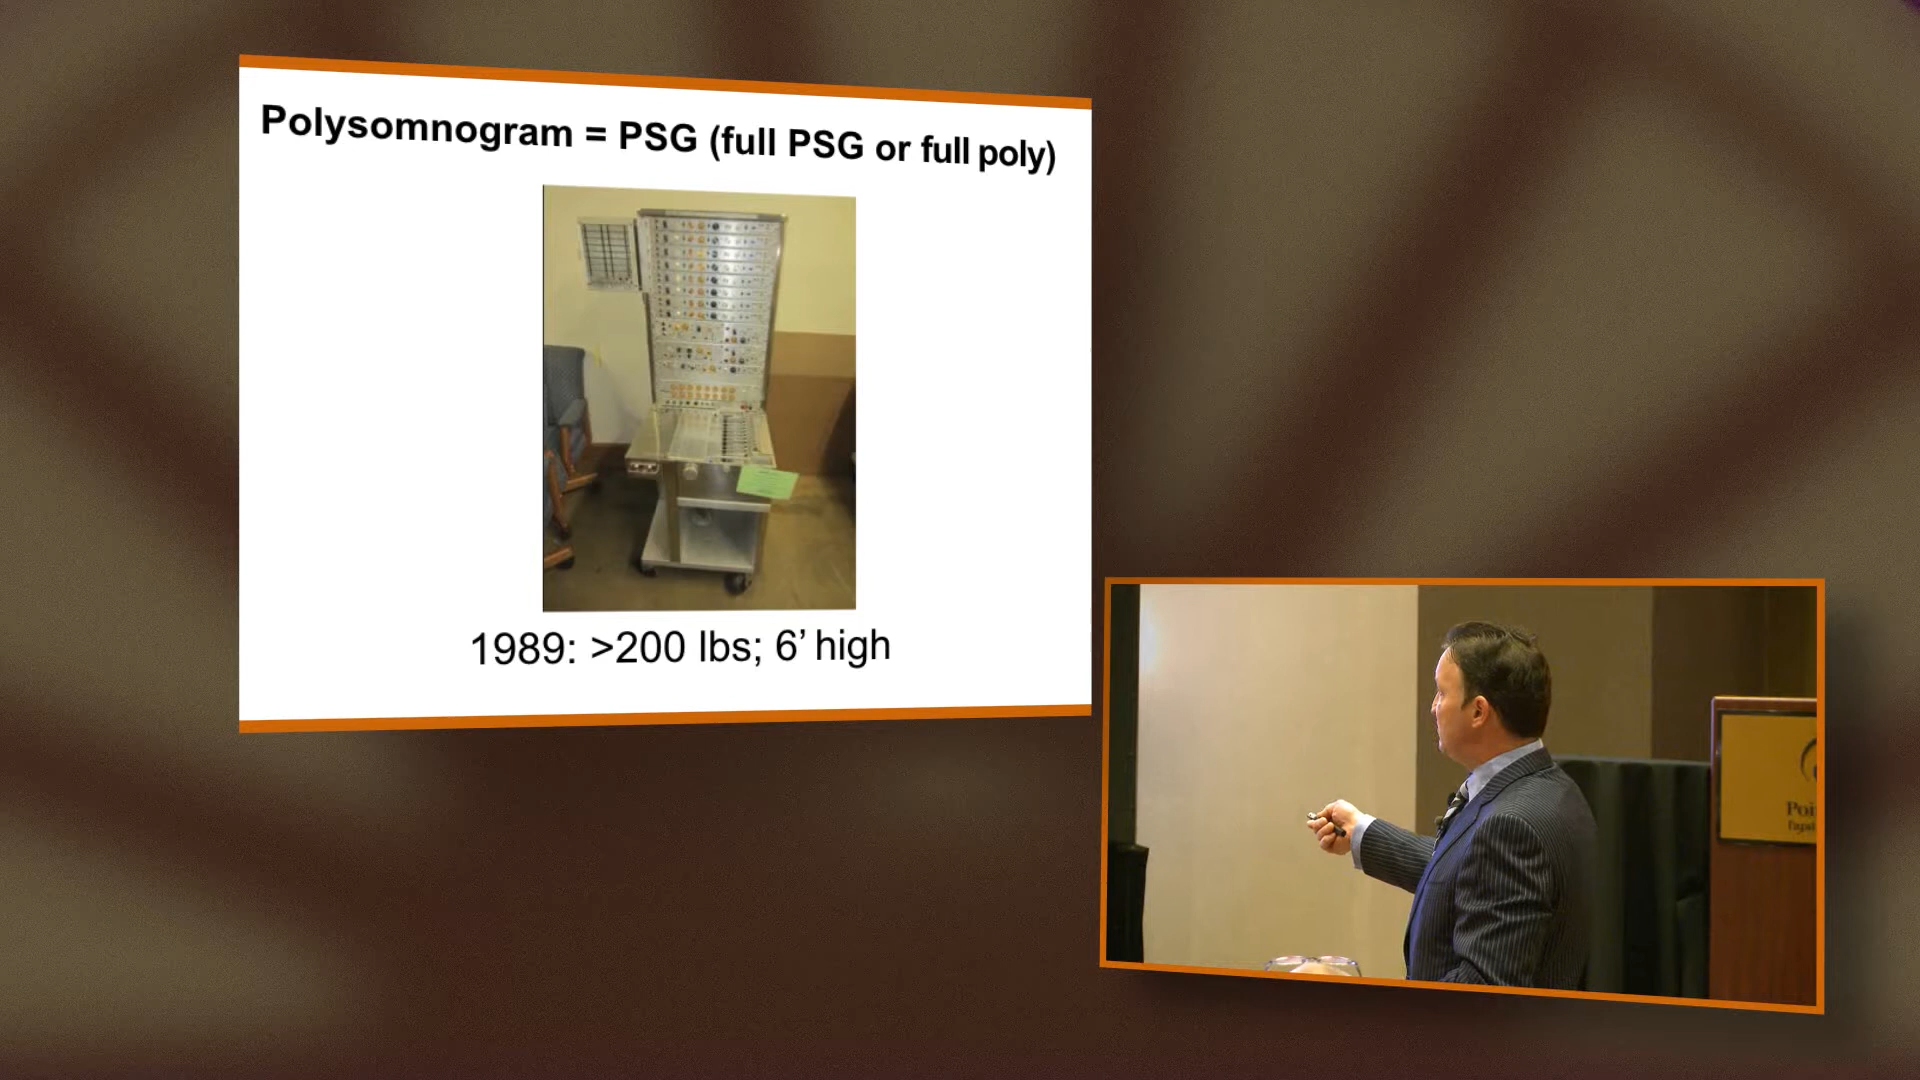 Polysomnogram = PSG (full PSG or full poly)
1989: >200 lbs; 6’ high